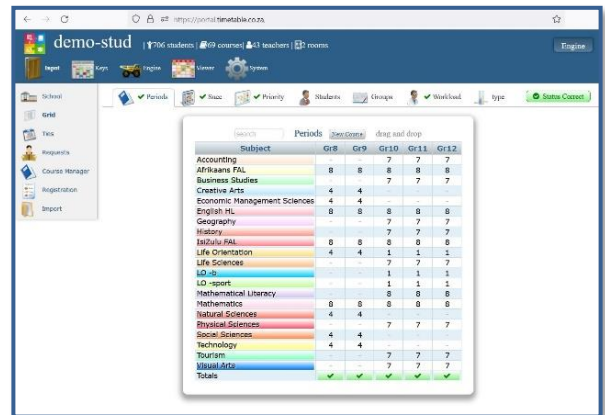 https://portal.timetable.co.za
demo-stud | 706 students | 69 courses | 43 teachers | 2 rooms
Engine
Input Keys Engine Viewer System
School
Grid
Ties
Requests
Course Manager
Registration
Import
Periods Sizes Priority Students Groups Workload type Status Correct
Search Periods New Course drag and drop
Subject Gr8 Gr9 Gr10 Gr11 Gr12
Accounting - - 7 7 7
Afrikaans FAL 8 8 8 8 8
Business Studies - - 7 7 7
Creative Arts 4 4 - - -
Economic Management Sciences 4 4 - - -
English HL 8 8 8 8 8
Geography - - 7 7 7
History - - 7 7 7
IsiZulu FAL 8 8 8 8 8
Life Orientation 4 4 1 1 1
Life Sciences - - 7 7 7
LO -b - - 1 1 1
LO -sport - - 1 1 1
Mathematical Literacy - - 8 8 8
Mathematics 8 8 8 8 8
Natural Sciences 4 4 - - -
Physical Sciences - - 7 7 7
Social Sciences 4 4 - - -
Technology 4 4 - - -
Tourism - - 7 7 7
Visual Arts - - 7 7 7
Totals